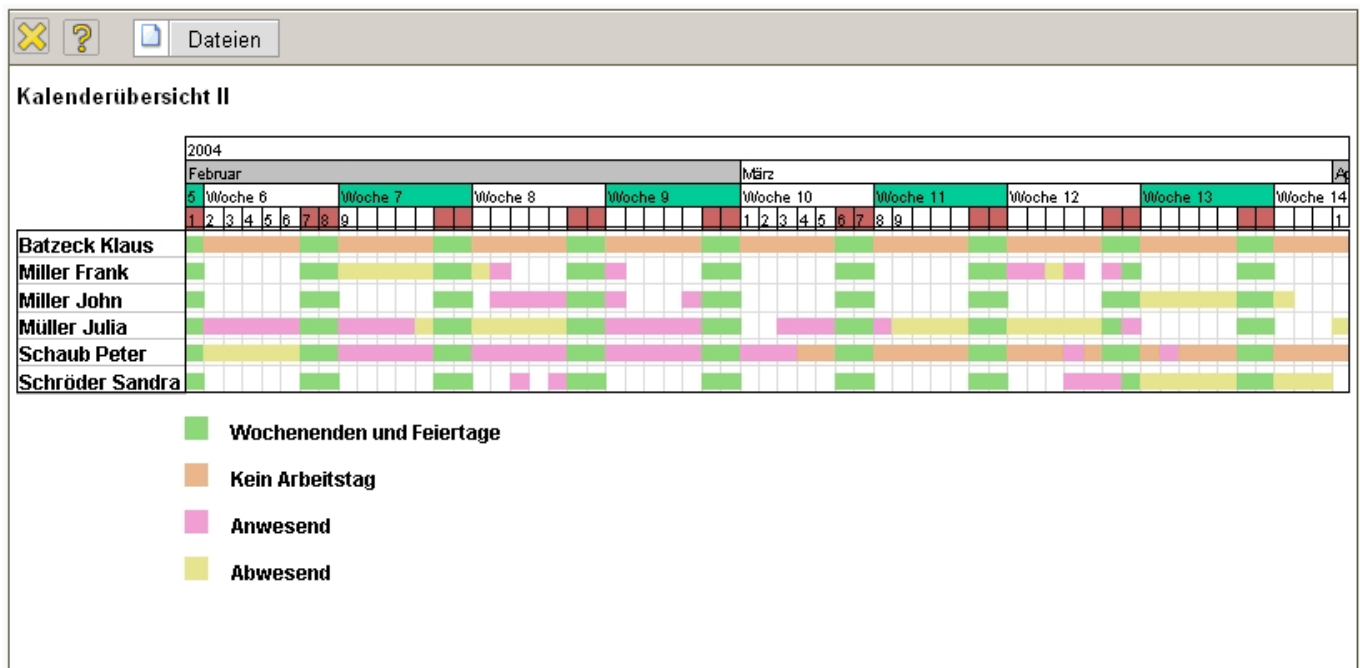 Dateien
Kalenderübersicht II
2004
Februar März
5 Woche 6 Woche 7 Woche 8 Woche 9 Woche 10 Woche 11 Woche 12 Woche 13 Woche 14
1 2 3 4 5 6 7 8 9 1 2 3 4 5 6 7 8 9 1
Batzeck Klaus
Miller Frank
Miller John
Müller Julia
Schaub Peter
Schröder Sandra
Wochenenden und Feiertage
Kein Arbeitstag
Anwesend
Abwesend